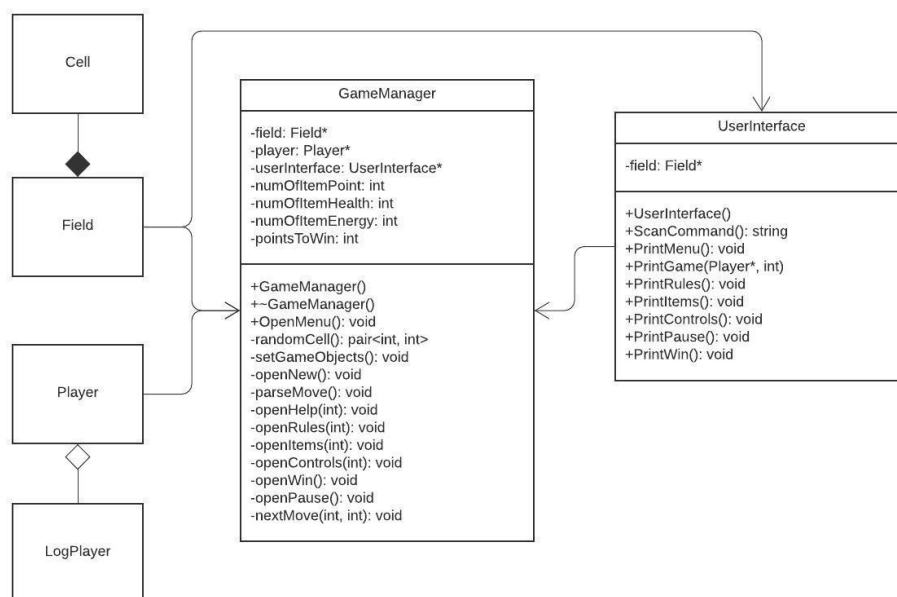 Cell
Field
Player
LogPlayer
GameManager
-field: Field*
-player: Player*
-userInterface: UserInterface*
-numOfItemPoint: int
-numOfItemHealth: int
-numOfItemEnergy: int
-pointsToWin: int
+GameManager()
+~GameManager()
+OpenMenu(): void
-randomCell(): pair<int, int>
-setGameObjects(): void
-openNew(): void
-parseMove(): void
-openHelp(int): void
-openRules(int): void
-openItems(int): void
-openControls(int): void
-openWin(): void
-openPause(): void
-nextMove(int, int): void
UserInterface
-field: Field*
+UserInterface()
+ScanCommand(): string
+PrintMenu(): void
+PrintGame(Player*, int)
+PrintRules(): void
+PrintItems(): void
+PrintControls(): void
+PrintPause(): void
+PrintWin(): void